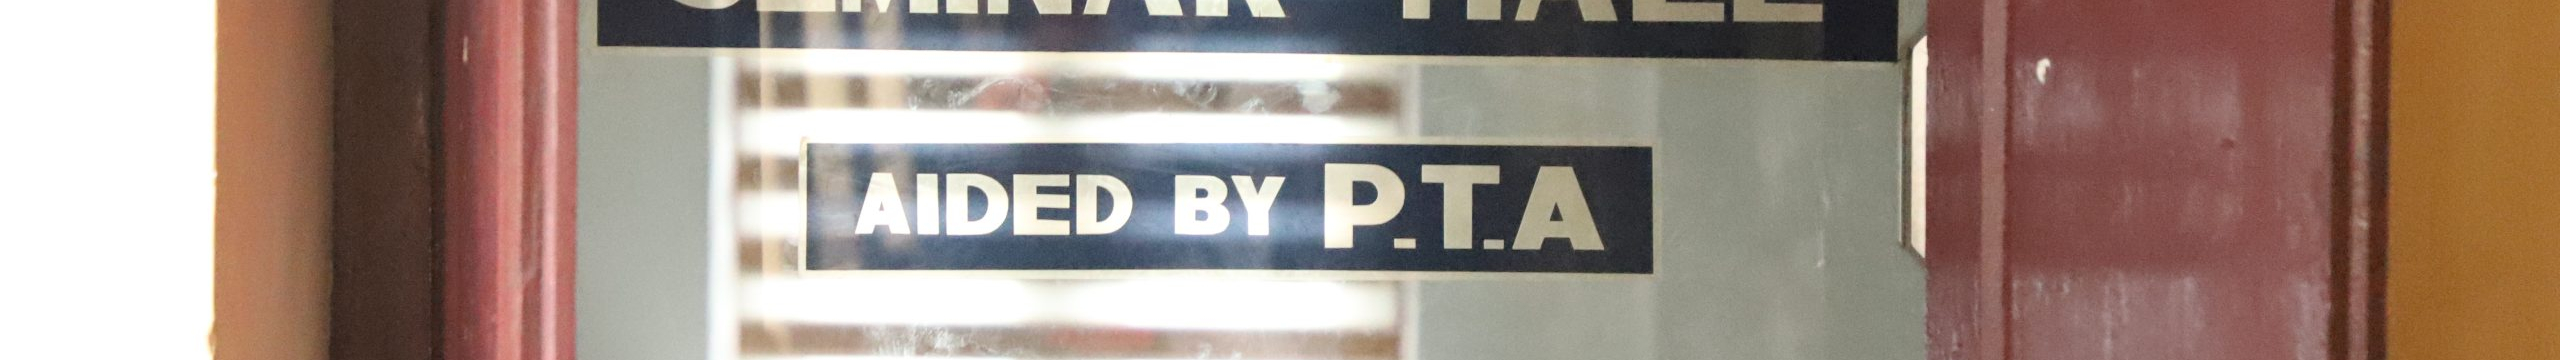 SEMINAR HALL
AIDED BY P.T.A